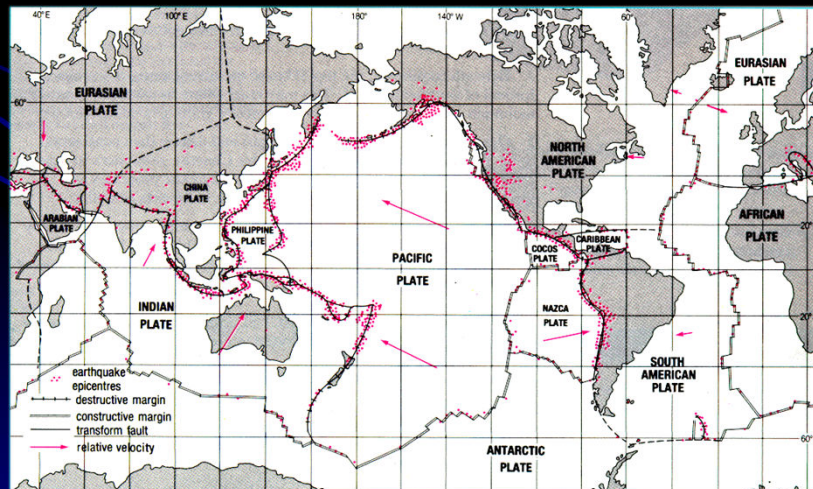 40° E
100° E
180°
140° W
60°
EURASIAN
PLATE
EURASIAN
PLATE
60°
NORTH
AMERICAN
PLATE
CHINA
PLATE
ARABIAN
PLATE
PHILIPPINE
PLATE
AFRICAN
PLATE
20°
CARIBBEAN
PLATE
COCOS
PLATE
PACIFIC
PLATE
INDIAN
PLATE
NAZCA
PLATE
20°
SOUTH
AMERICAN
PLATE
earthquake
epicentres
destructive margin
constructive margin
transform fault
relative velocity
ANTARCTIC
PLATE
60°